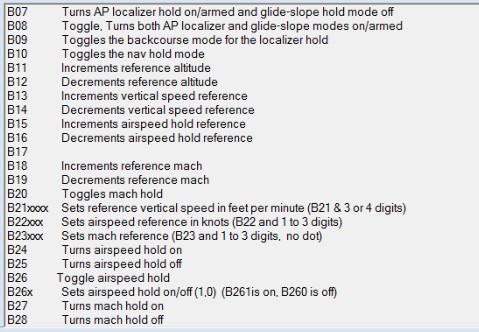 B07 Turns AP localizer hold on/armed and glide-slope hold mode off
B08 Toggle, Turns both AP localizer and glide-slope modes on/armed
B09 Toggles the backcourse mode for the localizer hold
B10 Toggles the nav hold mode
B11 Increments reference altitude
B12 Decrements reference altitude
B13 Increments vertical speed reference
B14 Decrements vertical speed reference
B15 Increments airspeed hold reference
B16 Decrements airspeed hold reference
B17
B18 Increments reference mach
B19 Decrements reference mach
B20 Toggles mach hold
B21xxxx Sets reference vertical speed in feet per minute (B21 & 3 or 4 digits)
B22xxx Sets airspeed reference in knots (B22 and 1 to 3 digits)
B23xxx Sets mach reference (B23 and 1 to 3 digits, no dot)
B24 Turns airspeed hold on
B25 Turns airspeed hold off
B26 Toggle airspeed hold
B26x Sets airspeed hold on/off (1,0) (B261is on, B260 is off)
B27 Turns mach hold on
B28 Turns mach hold off